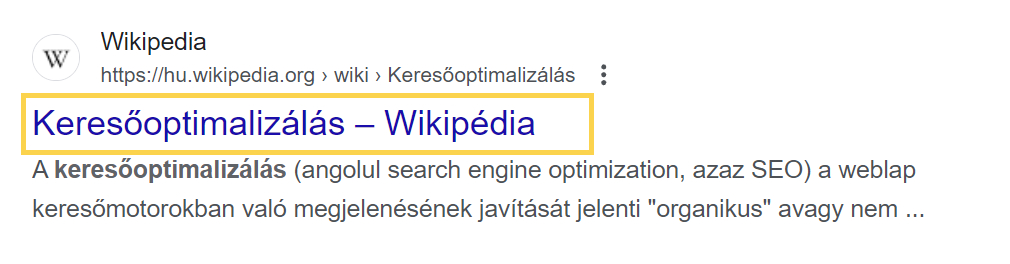 W
Wikipedia
https://hu.wikipedia.org › wiki › Keresőoptimalizálás
Keresőoptimalizálás – Wikipédia
A keresőoptimalizálás (angolul search engine optimization, azaz SEO) a weblap
keresőmotorokban való megjelenésének javítását jelenti "organikus" avagy nem ...